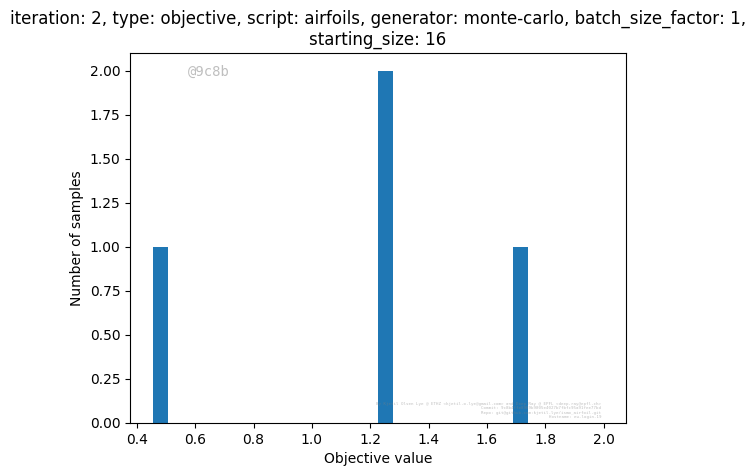 iteration: 2, type: objective, script: airfoils, generator: monte-carlo, batch_size_factor: 1,
starting_size: 16
@9c8b
2.00
1.75
1.50
1.25
1.00
0.75
0.50
0.25
0.00
Number of samples
0.4 0.6 0.8 1.0 1.2 1.4 1.6 1.8 2.0
Objective value